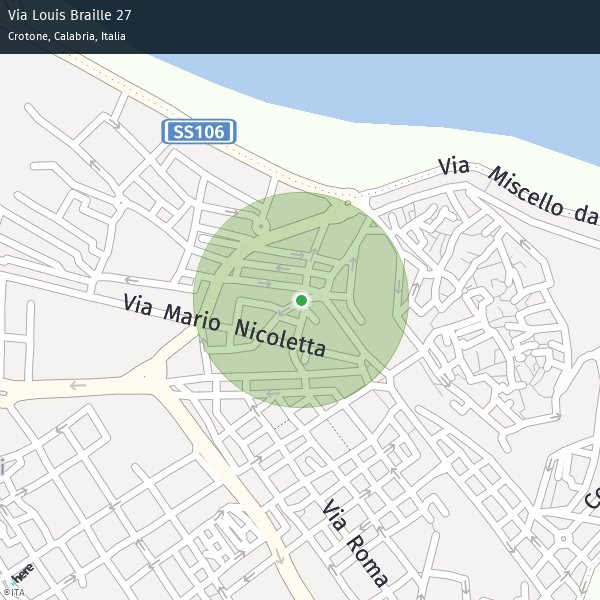 Via Louis Braille 27
Crotone, Calabria, Italia
SS106
Via Miscello da
Via Mario Nicoletta
Via Roma
here
©ITA